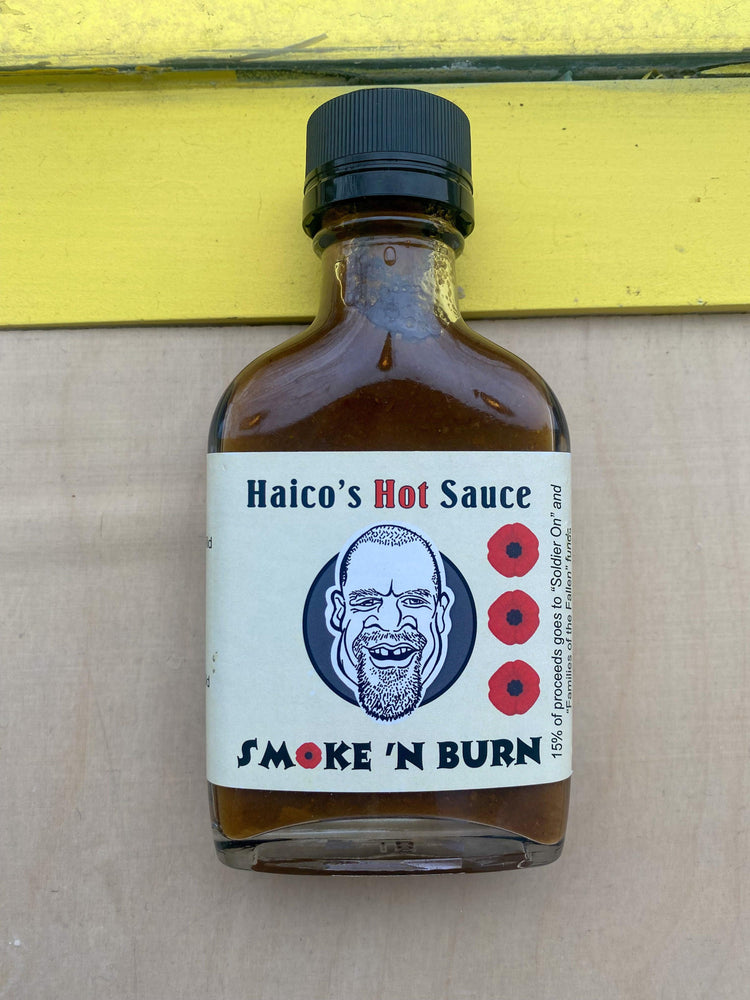 Haico's Hot Sauce
SMOKE 'N BURN
15% of proceeds goes to "Soldier On" and
"Families of the Fallen" funds